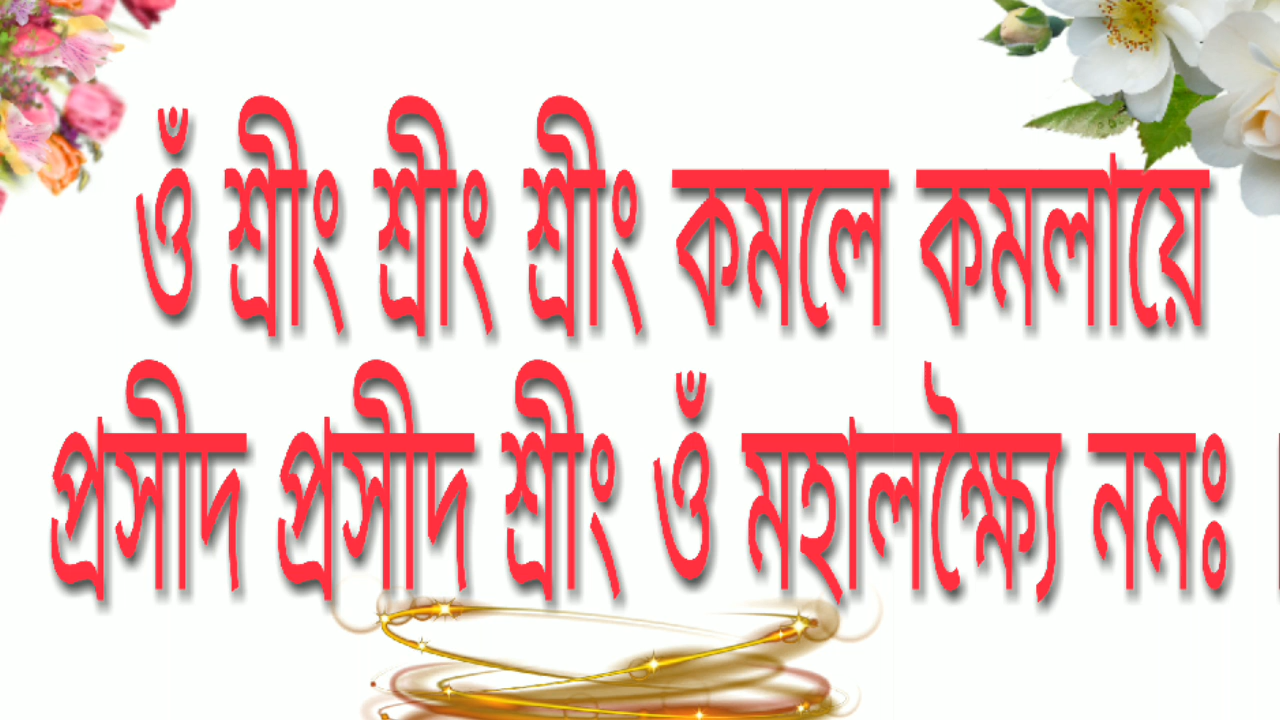 ওঁ শ্রীং শ্রীং শ্রীং কমলে কমলায়ে
প্রসীদ প্রসীদ শ্রীং ওঁ মহালক্ষ্যৈ নমঃ ।